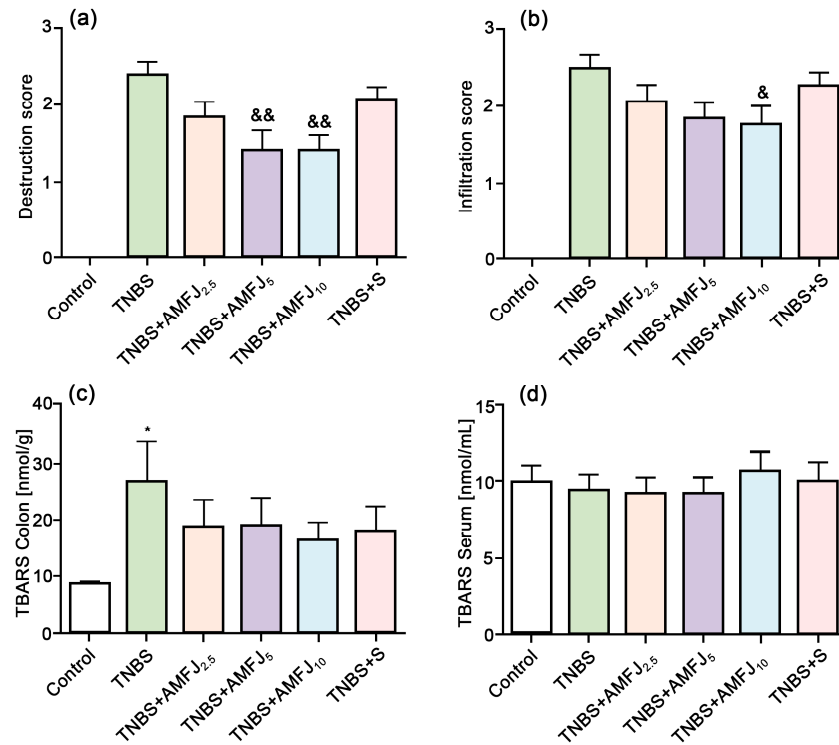 (a)
Destruction score
3
2
1
0
&&
&&
Control
TNBS
TNBS+AMFJ₂.₅
TNBS+AMFJ₅
TNBS+AMFJ₁₀
TNBS+S
(b)
Infiltration score
3
2
1
0
&
Control
TNBS
TNBS+AMFJ₂.₅
TNBS+AMFJ₅
TNBS+AMFJ₁₀
TNBS+S
(c)
TBARS Colon [nmol/g]
40
30
20
10
0
*
Control
TNBS
TNBS+AMFJ₂.₅
TNBS+AMFJ₅
TNBS+AMFJ₁₀
TNBS+S
(d)
TBARS Serum [nmol/mL]
15
10
5
0
Control
TNBS
TNBS+AMFJ₂.₅
TNBS+AMFJ₅
TNBS+AMFJ₁₀
TNBS+S